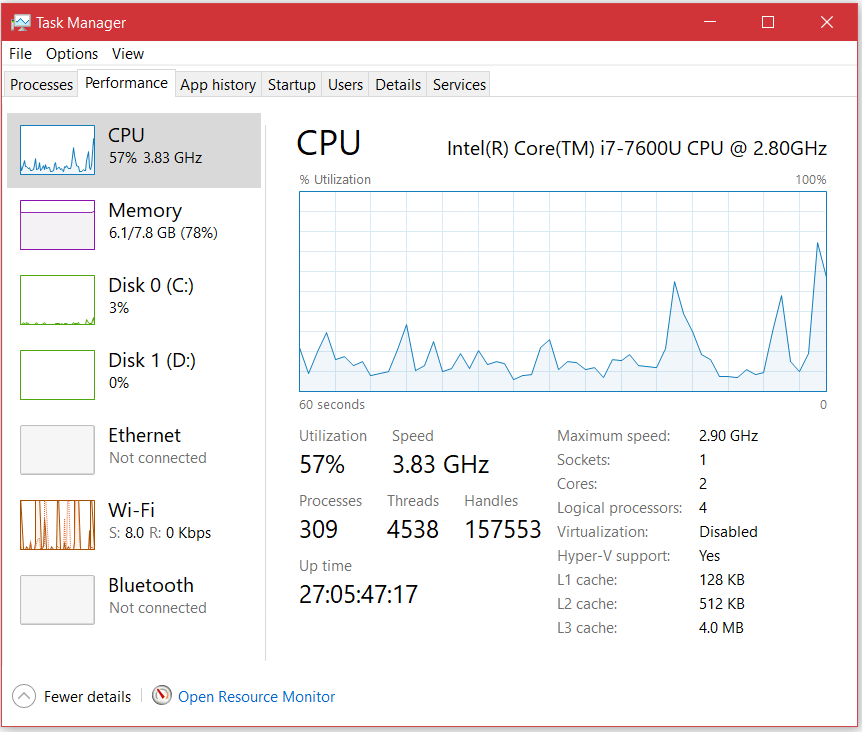 Task Manager
File Options View
Processes Performance App history Startup Users Details Services
CPU
57% 3.83 GHz
Memory
6.1/7.8 GB (78%)
Disk 0 (C:)
3%
Disk 1 (D:)
0%
Ethernet
Not connected
Wi-Fi
S: 8.0 R: 0 Kbps
Bluetooth
Not connected
CPU Intel(R) Core(TM) i7-7600U CPU @ 2.80GHz
% Utilization 100%
60 seconds 0
Utilization Speed
57% 3.83 GHz
Processes Threads Handles
309 4538 157553
Up time
27:05:47:17
Maximum speed: 2.90 GHz
Sockets: 1
Cores: 2
Logical processors: 4
Virtualization: Disabled
Hyper-V support: Yes
L1 cache: 128 KB
L2 cache: 512 KB
L3 cache: 4.0 MB
Fewer details Open Resource Monitor